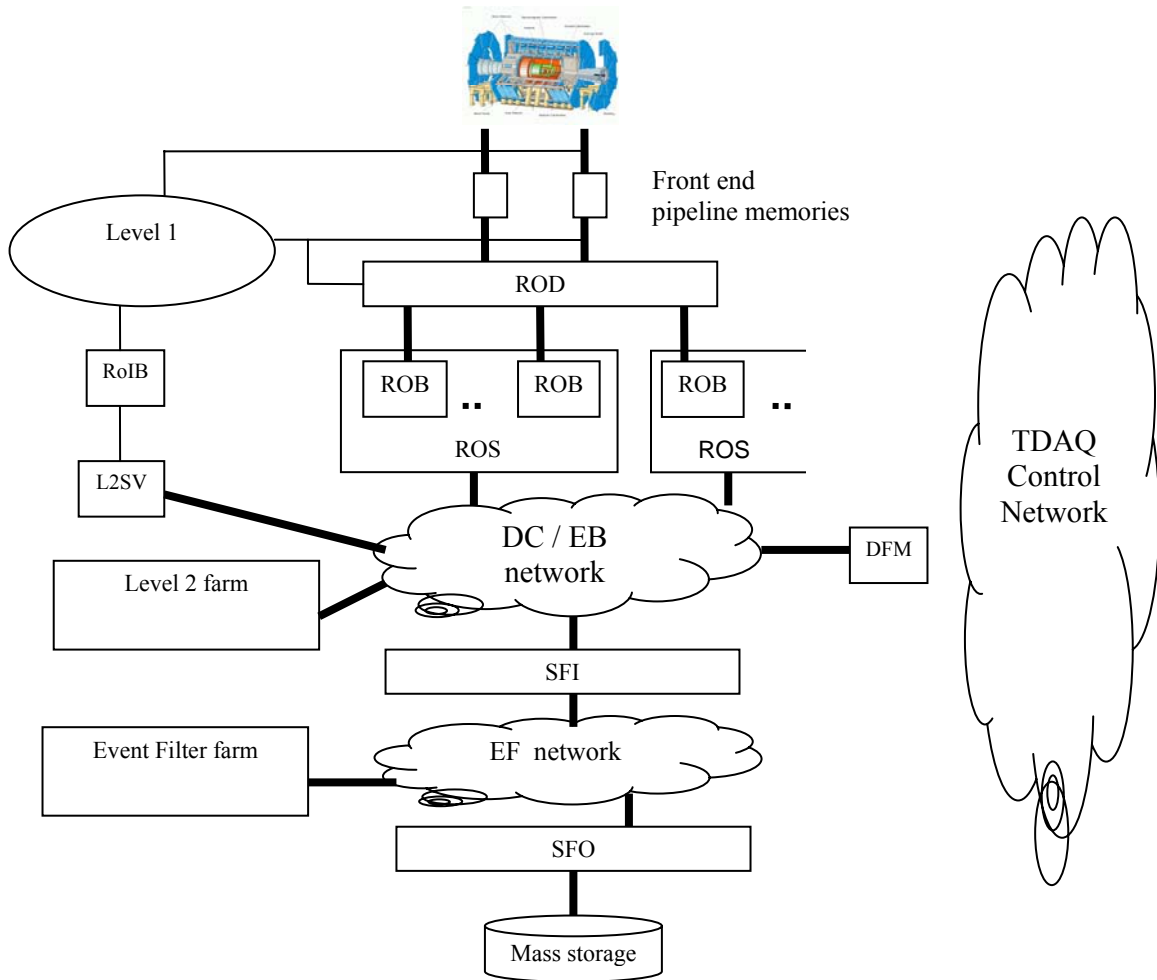 Front end
pipeline memories
Level 1
ROD
RoIB
ROB
..
ROB
ROB
..
ROS
ROS
L2SV
TDAQ
Control
Network
DC / EB
network
DFM
Level 2 farm
SFI
Event Filter farm
EF network
SFO
Mass storage